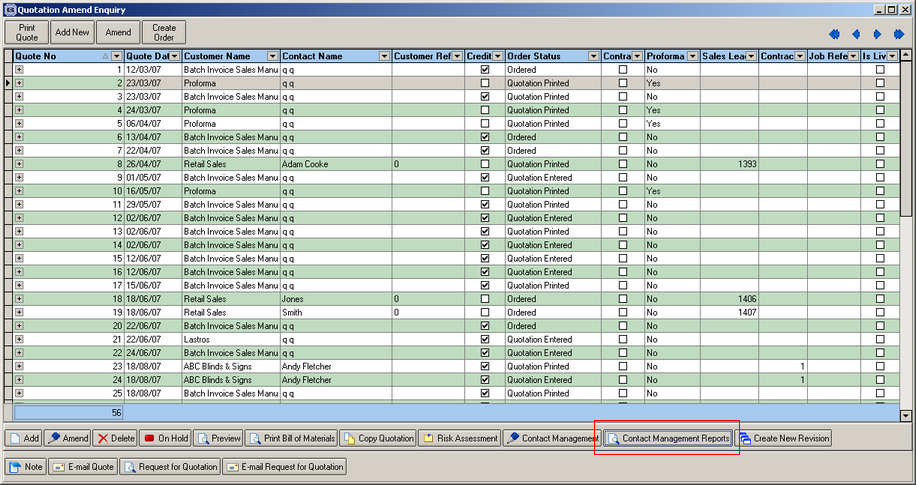 Quotation Amend Enquiry
Print Quote Add New Amend Create Order
Quote No Quote Dat Customer Name Contact Name Customer Ref Credit Order Status Contra Proforma Sales Lea Contrac Job Refe Is Liv
1 12/03/07 Batch Invoice Sales Manu q q Ordered No
2 23/03/07 Proforma q q Quotation Printed Yes
3 23/03/07 Batch Invoice Sales Manu q q Quotation Printed No
4 24/03/07 Proforma q q Quotation Printed Yes
5 06/04/07 Proforma q q Quotation Printed Yes
6 13/04/07 Batch Invoice Sales Manu q q Ordered No
7 22/04/07 Batch Invoice Sales Manu q q Ordered No
8 26/04/07 Retail Sales Adam Cooke 0 Quotation Printed No 1393
9 01/05/07 Batch Invoice Sales Manu q q Quotation Entered No
10 16/05/07 Proforma q q Quotation Printed Yes
11 29/05/07 Batch Invoice Sales Manu q q Quotation Printed No
12 02/06/07 Batch Invoice Sales Manu q q Quotation Entered No
13 02/06/07 Batch Invoice Sales Manu q q Quotation Printed No
14 02/06/07 Batch Invoice Sales Manu q q Quotation Entered No
15 12/06/07 Batch Invoice Sales Manu q q Quotation Entered No
16 12/06/07 Batch Invoice Sales Manu q q Quotation Entered No
17 15/06/07 Batch Invoice Sales Manu q q Quotation Printed No
18 18/06/07 Retail Sales Jones 0 Ordered No 1406
19 18/06/07 Retail Sales Smith 0 Ordered No 1407
20 22/06/07 Batch Invoice Sales Manu q q Ordered No
21 22/06/07 Lastros q q Quotation Entered No
22 24/06/07 Batch Invoice Sales Manu q q Quotation Entered No
23 18/08/07 ABC Blinds & Signs Andy Fletcher Quotation Printed No 1
24 18/08/07 ABC Blinds & Signs Andy Fletcher Quotation Entered No 1
25 18/08/07 Batch Invoice Sales Manu q q Quotation Printed No
56
Add Amend Delete On Hold Preview Print Bill of Materials Copy Quotation Risk Assessment Contact Management Contact Management Reports Create New Revision
Note E-mail Quote Request for Quotation E-mail Request for Quotation